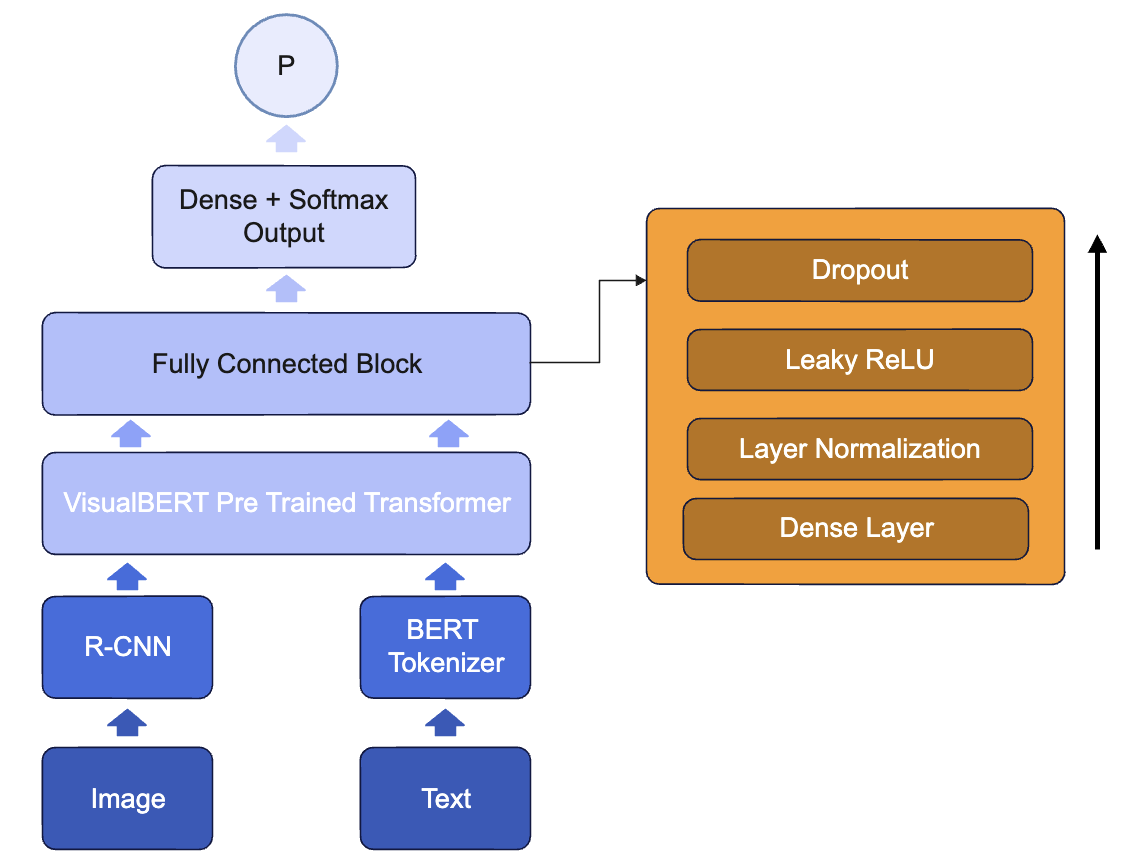 P
Dense + Softmax
Output
Fully Connected Block
VisualBERT Pre Trained Transformer
R-CNN
BERT
Tokenizer
Image
Text
Dropout
Leaky ReLU
Layer Normalization
Dense Layer